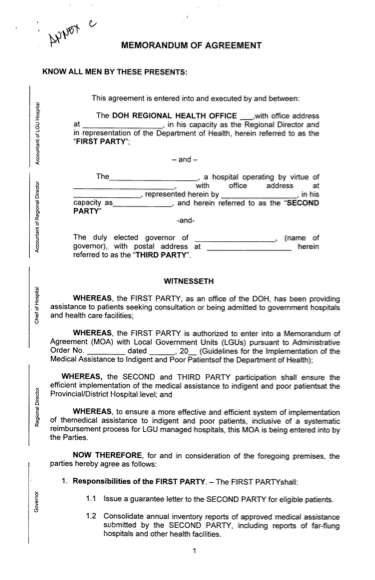 ANNEX C
MEMORANDUM OF AGREEMENT
KNOW ALL MEN BY THESE PRESENTS:
This agreement is entered into and executed by and between:
The DOH REGIONAL HEALTH OFFICE ___,with office address
at ____________________, in his capacity as the Regional Director and
in representation of the Department of Health, herein referred to as the
"FIRST PARTY";
– and –
The______________________, a hospital operating by virtue of
_________________________, with office address at
________________, represented herein by _____________, in his
capacity as______________, and herein referred to as the "SECOND
PARTY"
-and-
The duly elected governor of ___________________, (name of
governor), with postal address at ____________________ herein
referred to as the "THIRD PARTY".
WITNESSETH
WHEREAS, the FIRST PARTY, as an office of the DOH, has been providing
assistance to patients seeking consultation or being admitted to government hospitals
and health care facilities;
WHEREAS, the FIRST PARTY is authorized to enter into a Memorandum of
Agreement (MOA) with Local Government Units (LGUs) pursuant to Administrative
Order No. _________ dated ______, 20__ (Guidelines for the Implementation of the
Medical Assistance to Indigent and Poor Patientsof the Department of Health);
WHEREAS, the SECOND and THIRD PARTY participation shall ensure the
efficient implementation of the medical assistance to indigent and poor patientsat the
Provincial/District Hospital level; and
WHEREAS, to ensure a more effective and efficient system of implementation
of themedical assistance to indigent and poor patients, inclusive of a systematic
reimbursement process for LGU managed hospitals, this MOA is being entered into by
the Parties.
NOW THEREFORE, for and in consideration of the foregoing premises, the
parties hereby agree as follows:
1. Responsibilities of the FIRST PARTY. – The FIRST PARTYshall:
1.1 Issue a guarantee letter to the SECOND PARTY for eligible patients.
1.2 Consolidate annual inventory reports of approved medical assistance
submitted by the SECOND PARTY, including reports of far-flung
hospitals and other health facilities.
1
Accountant of LGU Hospital
Accountant of Regional Director
Chief of Hospital
Regional Director
Governor